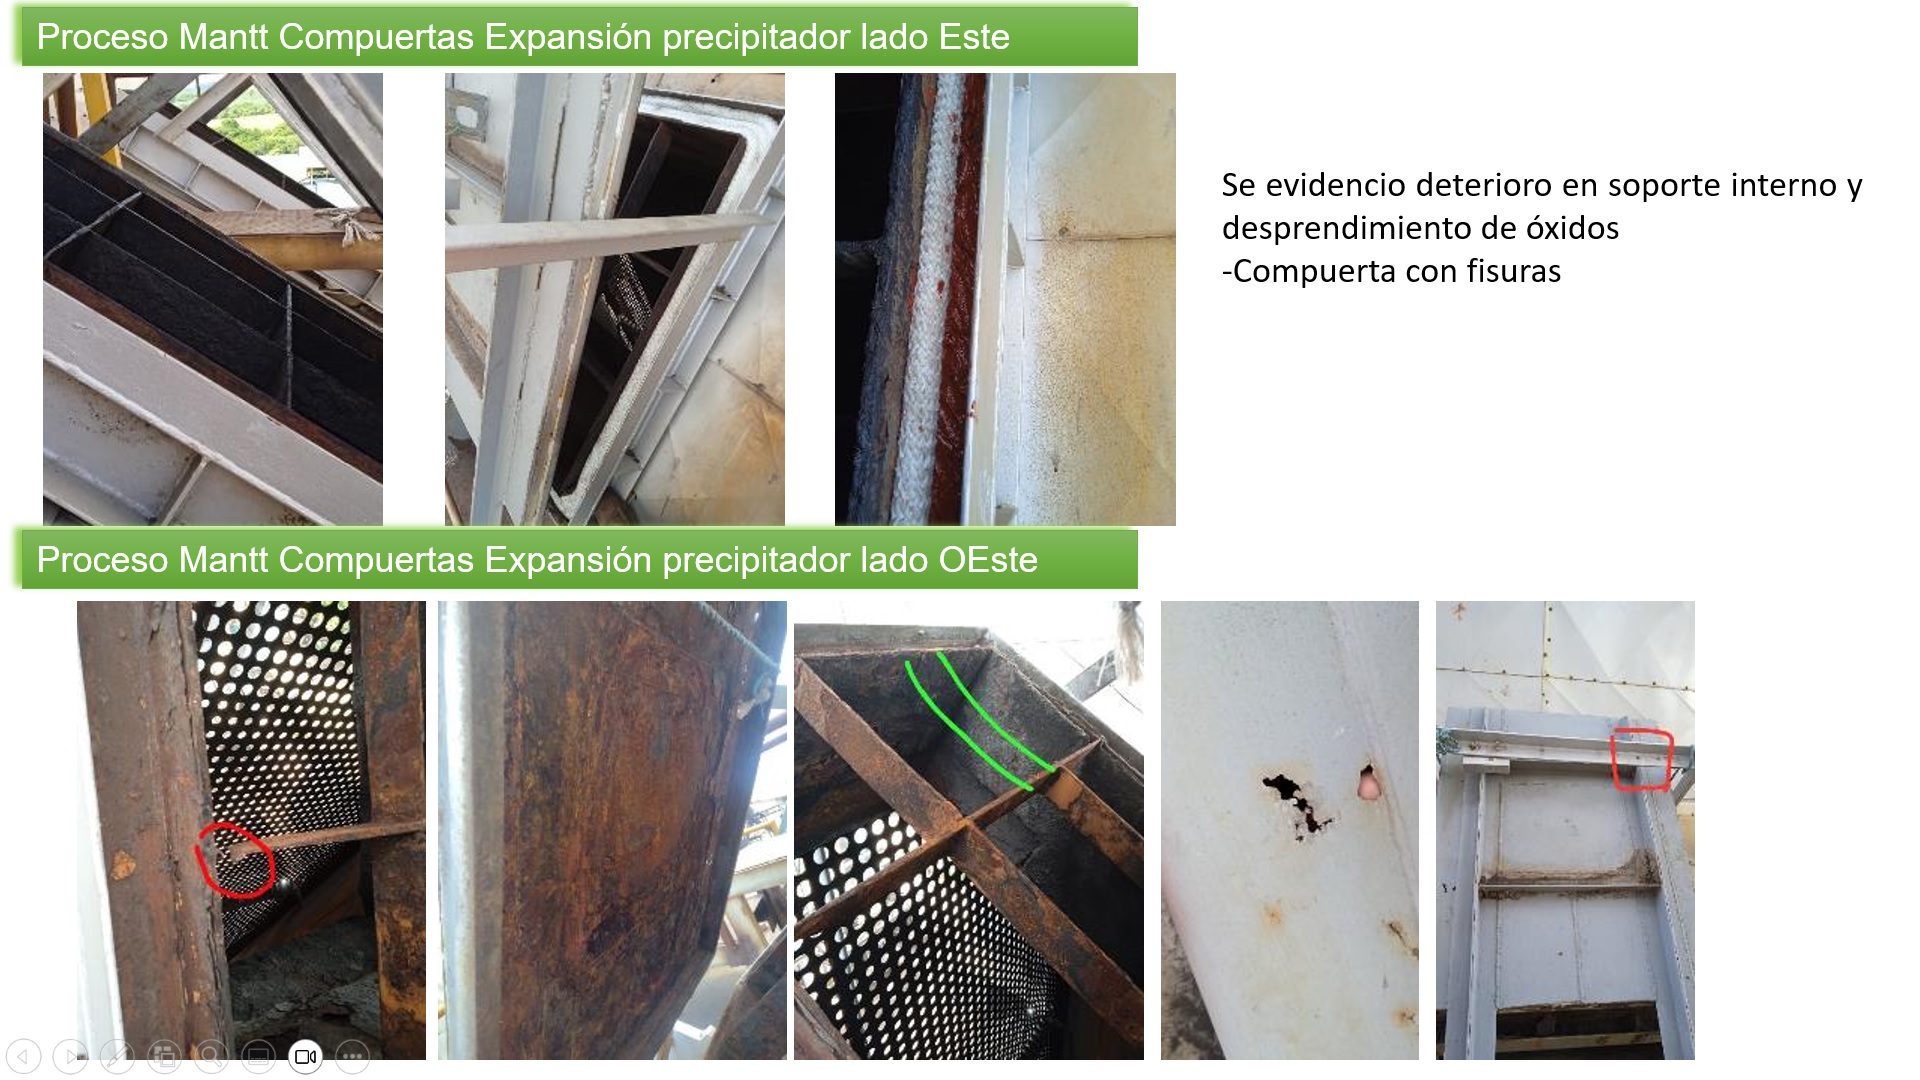 Proceso Mantt Compuertas Expansión precipitador lado Este
Se evidencio deterioro en soporte interno y
desprendimiento de óxidos
-Compuerta con fisuras
Proceso Mantt Compuertas Expansión precipitador lado OEste